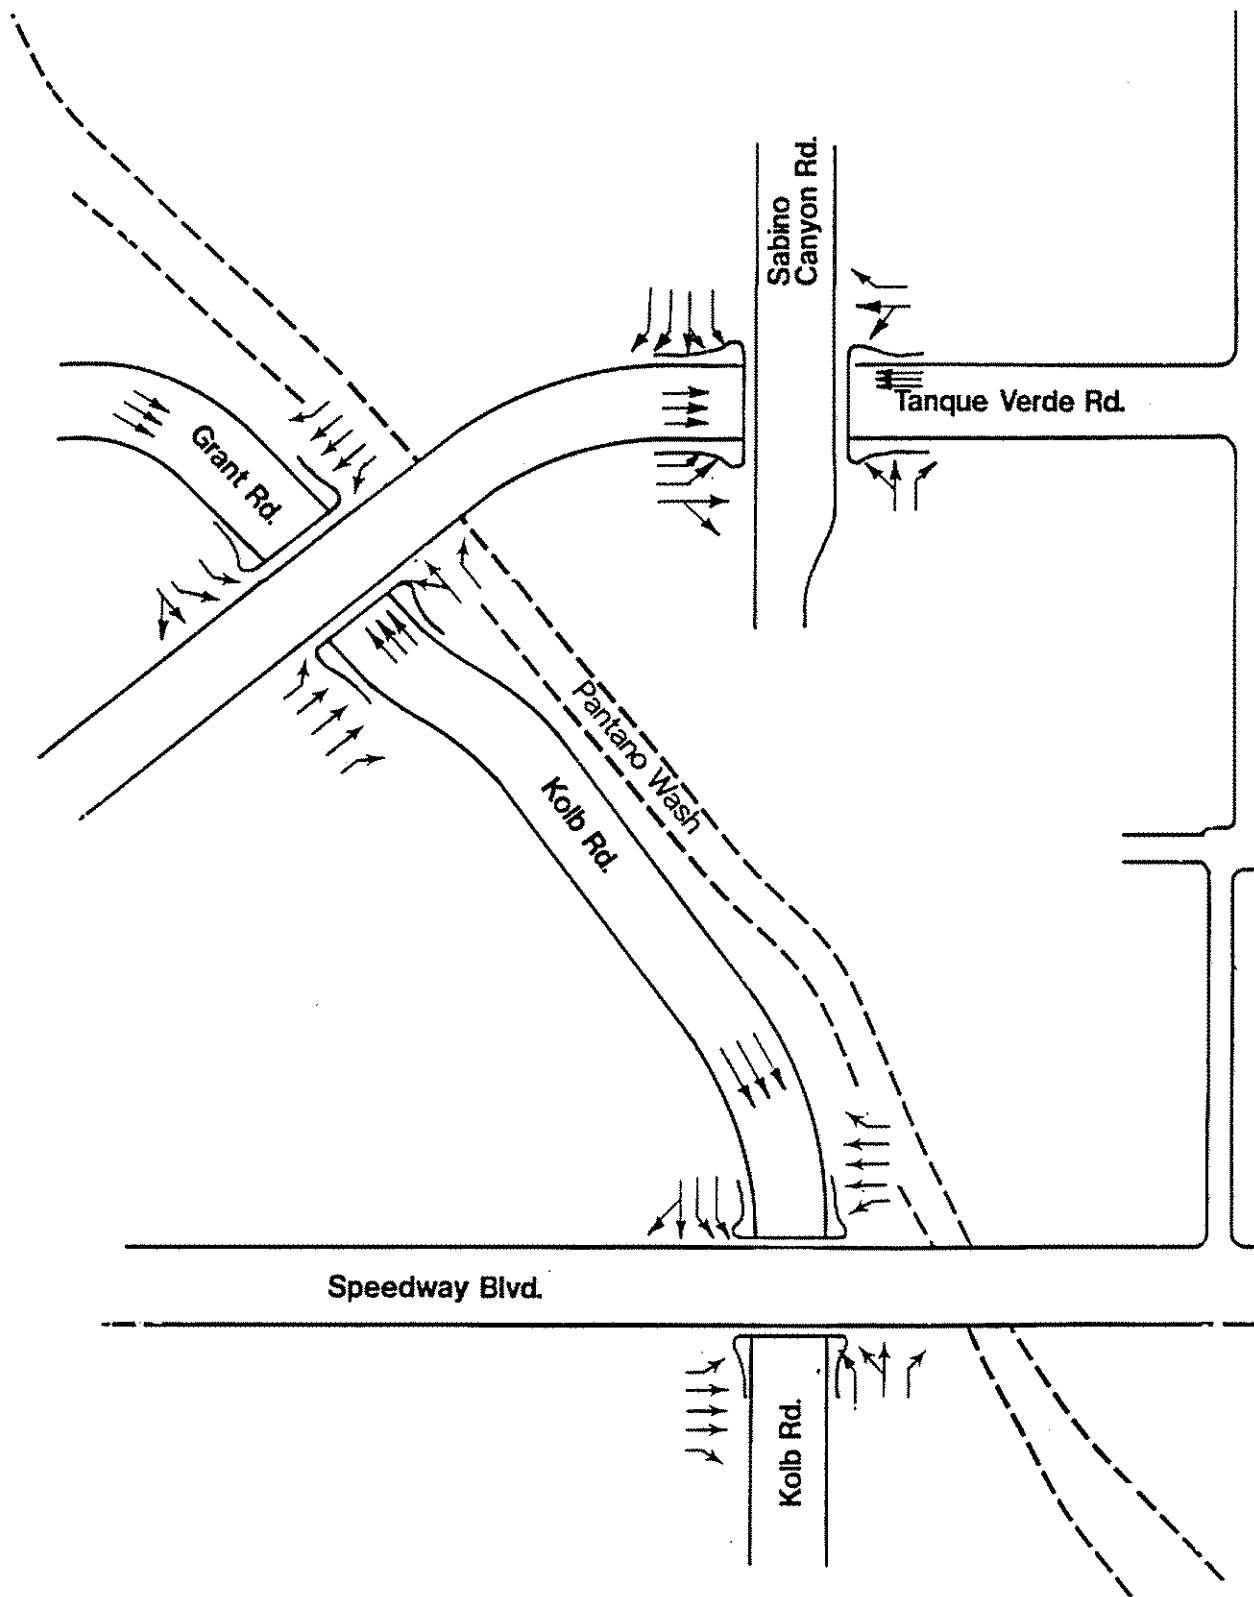 Sabino
Canyon Rd.
Tanque Verde Rd.
Grant Rd.
Pantano Wash
Kolb Rd.
Speedway Blvd.
Kolb Rd.